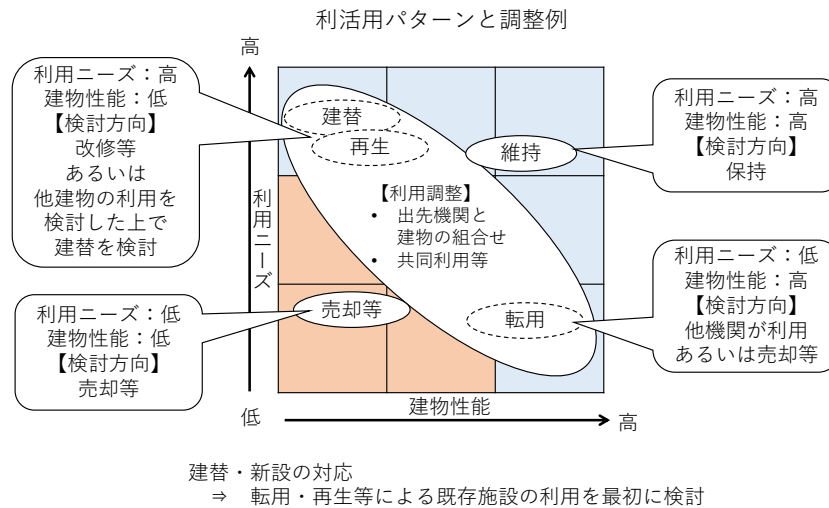 利活用パターンと調整例
高
利用ニーズ：高
建物性能：低
【検討方向】
改修等
あるいは
他建物の利用を
検討した上で
建替を検討
建替
再生
維持
利用ニーズ：高
建物性能：高
【検討方向】
保持
利用ニーズ
【利用調整】
• 出先機関と
建物の組合せ
• 共同利用等
利用ニーズ：低
建物性能：低
【検討方向】
売却等
売却等
転用
利用ニーズ：低
建物性能：高
【検討方向】
他機関が利用
あるいは売却等
低
建物性能
高
建替・新設の対応
⇒ 転用・再生等による既存施設の利用を最初に検討